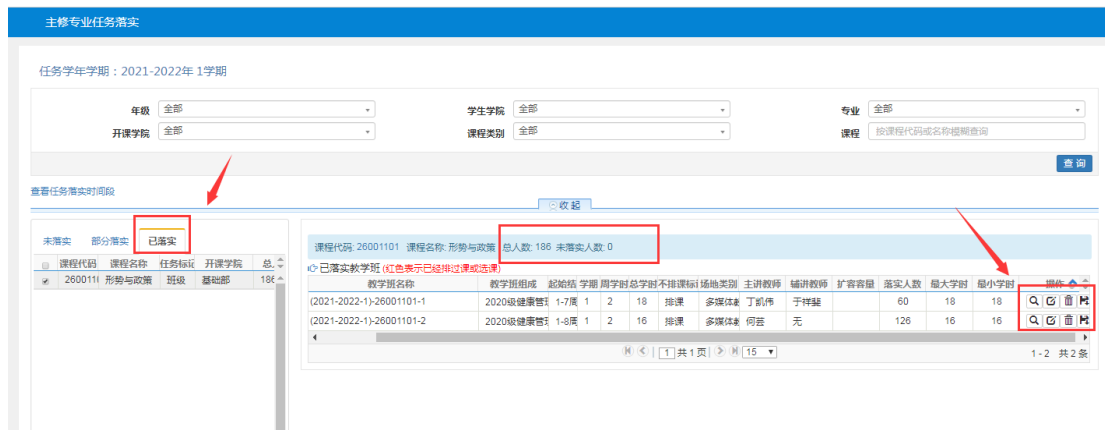 主修专业任务落实
任务学年学期：2021-2022年 1学期
年级 全部 学生学院 全部 专业 全部
开课学院 全部 课程类别 全部 课程 按课程代码或名称模糊查询
查 询
查看任务落实时间段
收 起
未落实 部分落实 已落实
课程代码 课程名称 任务标记 开课学院 总
2600110 形势与政策 班级 基础部 186
课程代码: 26001101 课程名称: 形势与政策 总人数: 186 未落实人数: 0
已落实教学班 (红色表示已经排过课或选课)
教学班名称 教学班组成 起始结 学期 周学时 总学时 不排课标记 场地类别 主讲教师 辅讲教师 扩容容量 落实人数 最大学时 最小学时 操作
(2021-2022-1)-26001101-1 2020级健康管理 1-7周 1 2 18 排课 多媒体教 丁凯伟 于祥斐 60 18 18
(2021-2022-1)-26001101-2 2020级健康管理 1-8周 1 2 16 排课 多媒体教 何芸 无 126 16 16
1 共 1 页 15
1 - 2 共 2 条